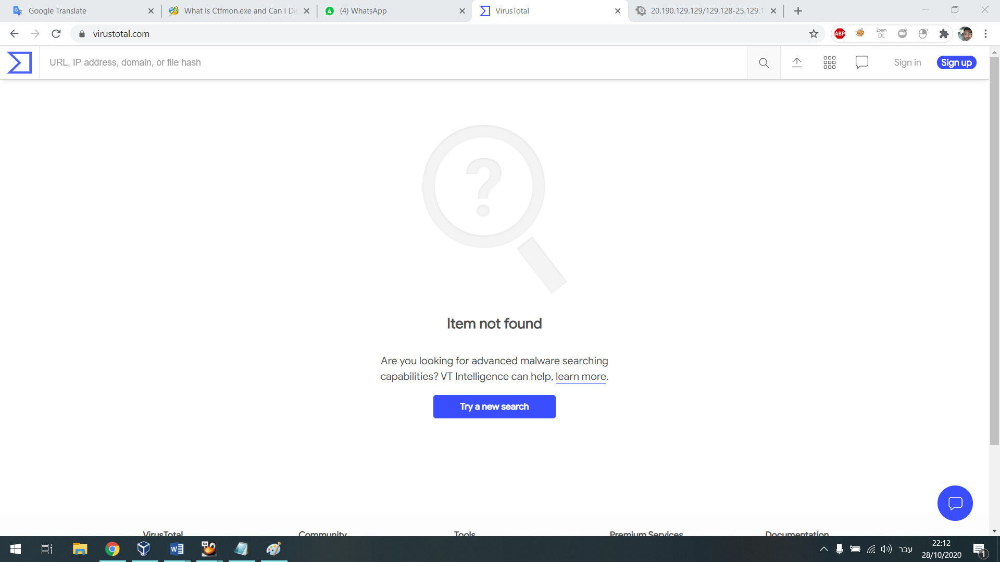 Google Translate
What Is Ctfmon.exe and Can I Dis
(4) WhatsApp
VirusTotal
20.190.129.129/129.128-25.129.1
virustotal.com
ABP
Zoom
DL
URL, IP address, domain, or file hash
Sign in
Sign up
?
Item not found
Are you looking for advanced malware searching
capabilities? VT Intelligence can help, learn more.
Try a new search
VirusTotal
Community
Tools
Premium Services
Documentation
עבר
22:12
28/10/2020
1